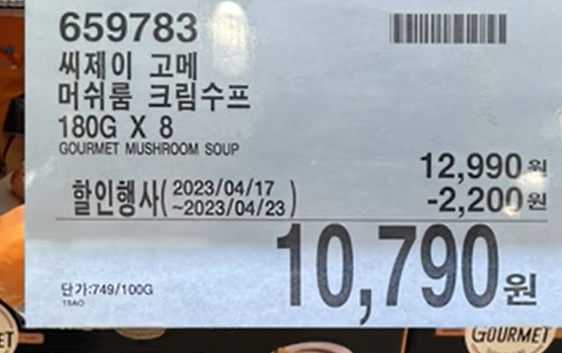 659783
씨제이 고메
머쉬룸 크림수프
180G X 8
GOURMET MUSHROOM SOUP
12,990원
할인행사(2023/04/17
~2023/04/23)
-2,200원
10,790원
단가:749/100G
13AO
ET
GOURMET